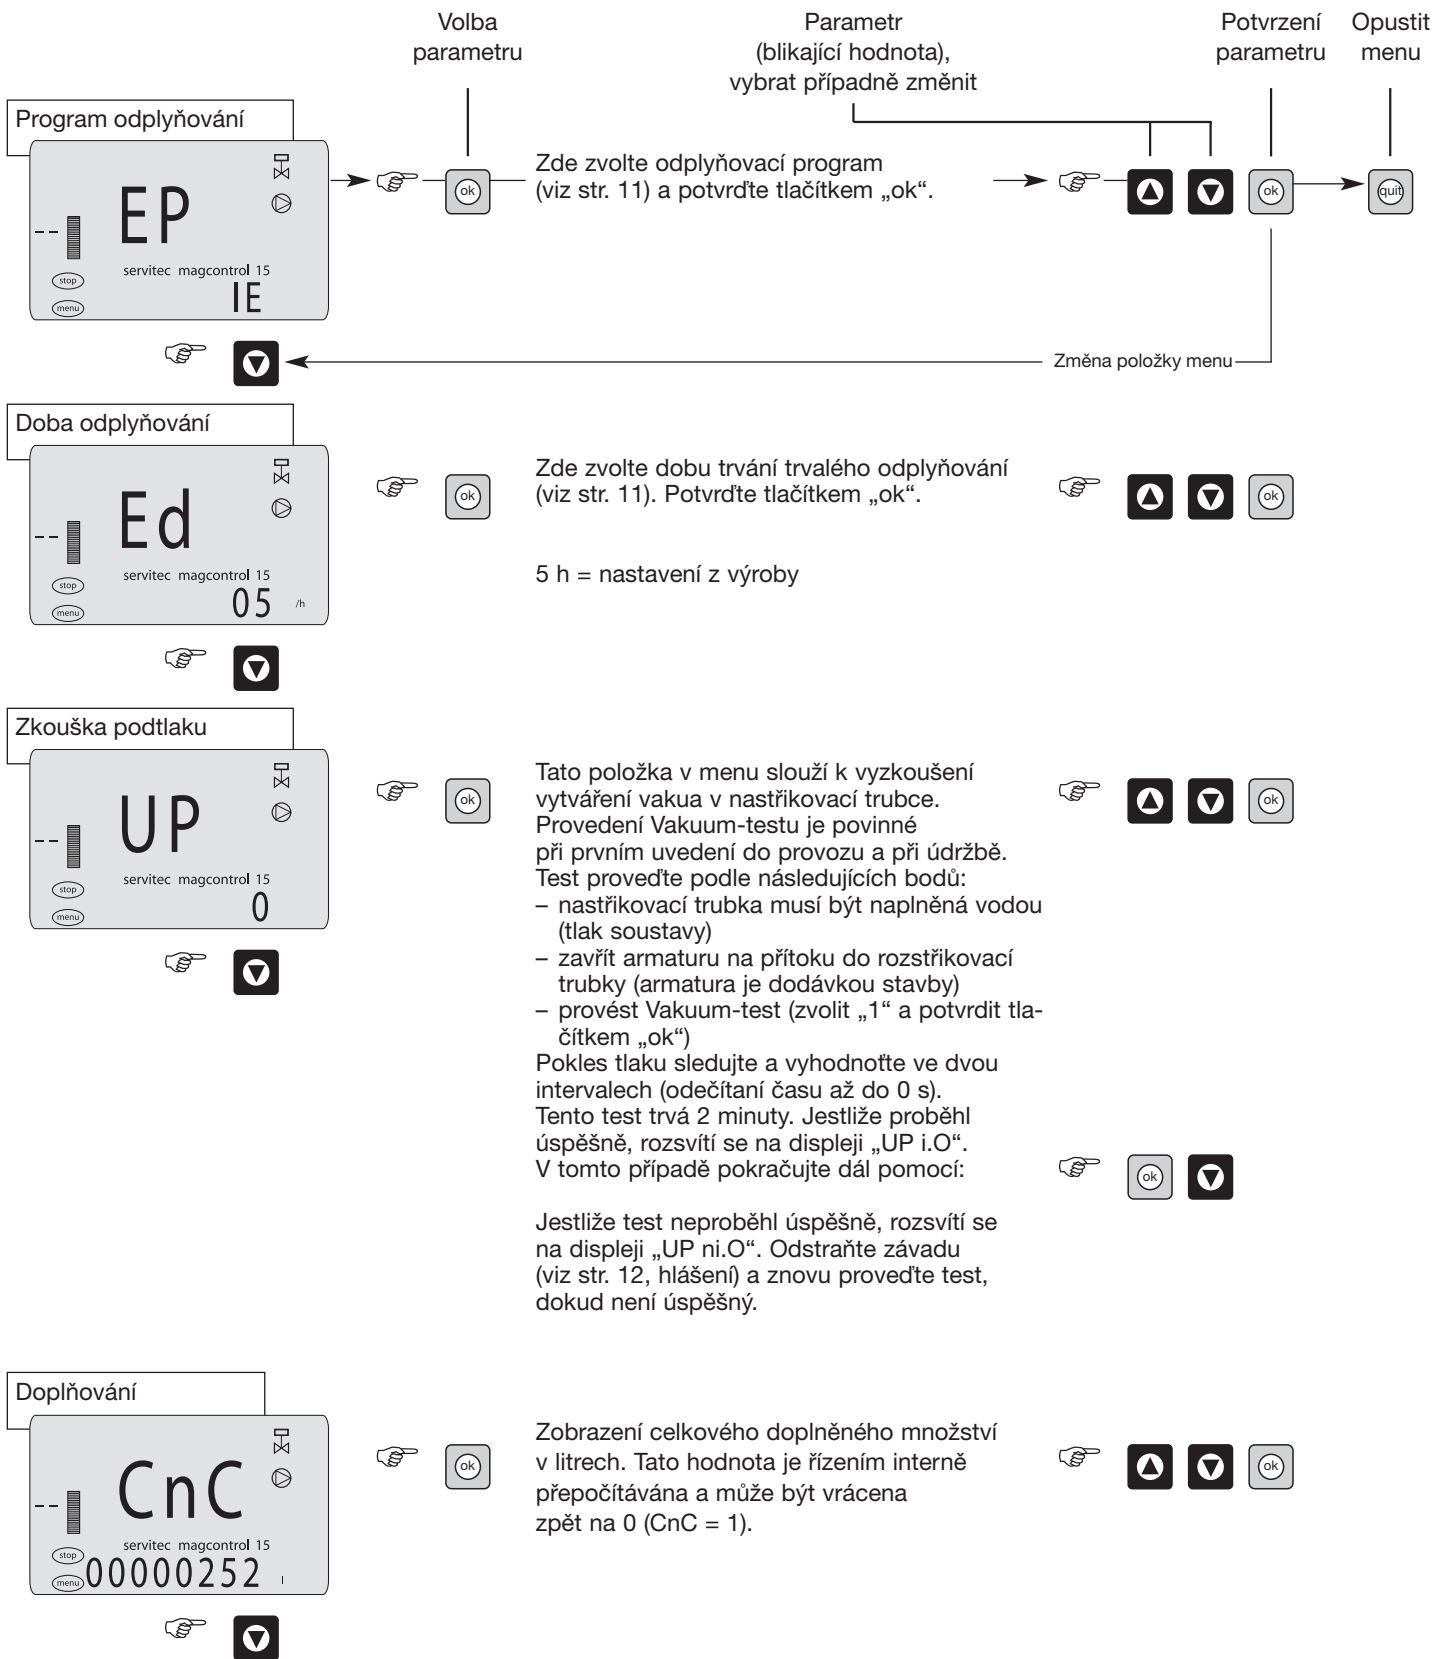 Volba
parametru
Parametr
(blikající hodnota),
vybrat případně změnit
Potvrzení
parametru
Opustit
menu
Program odplyňování
EP
servitec magcontrol 15
stop
menu
IE
ok
Zde zvolte odplyňovací program
(viz str. 11) a potvrďte tlačítkem „ok“.
ok
quit
Změna položky menu
Doba odplyňování
Ed
servitec magcontrol 15
stop
menu
05 /h
ok
Zde zvolte dobu trvání trvalého odplyňování
(viz str. 11). Potvrďte tlačítkem „ok“.
5 h = nastavení z výroby
ok
Zkouška podtlaku
UP
servitec magcontrol 15
stop
menu
0
ok
Tato položka v menu slouží k vyzkoušení
vytváření vakua v nastřikovací trubce.
Provedení Vakuum-testu je povinné
při prvním uvedení do provozu a při údržbě.
Test proveďte podle následujících bodů:
– nastřikovací trubka musí být naplněná vodou
(tlak soustavy)
– zavřít armaturu na přítoku do rozstřikovací
trubky (armatura je dodávkou stavby)
– provést Vakuum-test (zvolit „1“ a potvrdit tla-
čítkem „ok“)
Pokles tlaku sledujte a vyhodnoťte ve dvou
intervalech (odečítaní času až do 0 s).
Tento test trvá 2 minuty. Jestliže proběhl
úspěšně, rozsvítí se na displeji „UP i.O“.
V tomto případě pokračujte dál pomocí:
ok
ok
Jestliže test neproběhl úspěšně, rozsvítí se
na displeji „UP ni.O“. Odstraňte závadu
(viz str. 12, hlášení) a znovu proveďte test,
dokud není úspěšný.
Doplňování
CnC
servitec magcontrol 15
stop
menu
00000252 l
ok
Zobrazení celkového doplněného množství
v litrech. Tato hodnota je řízením interně
přepočítávána a může být vrácena
zpět na 0 (CnC = 1).
ok